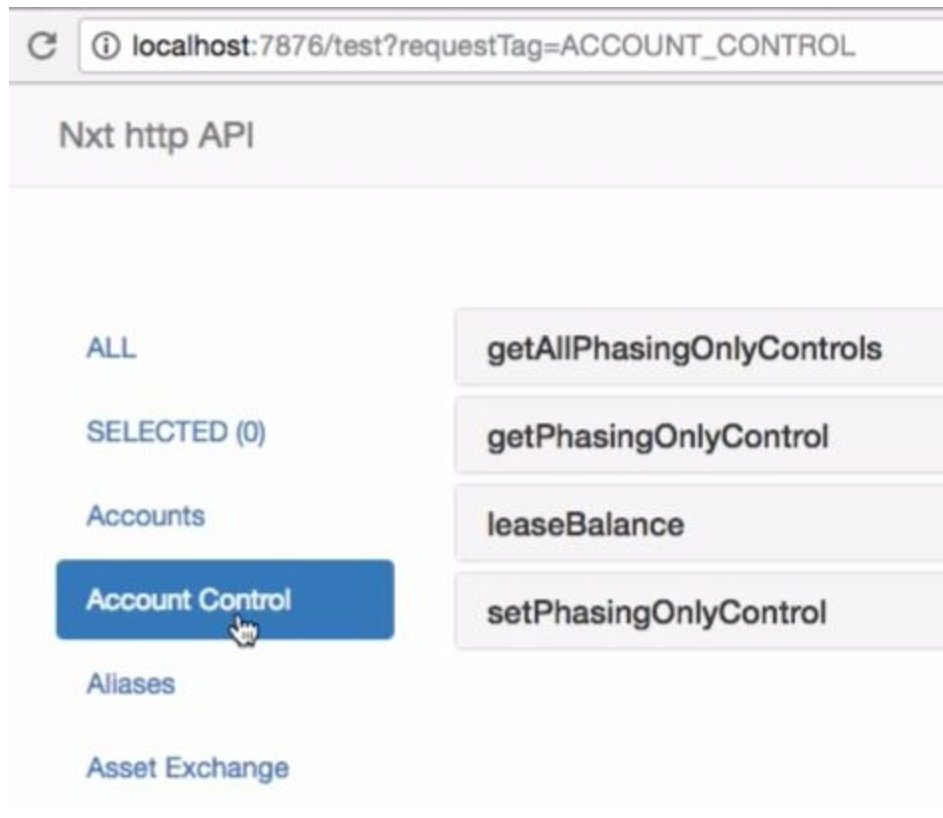 localhost:7876/test?requestTag=ACCOUNT_CONTROL
Nxt http API
ALL
SELECTED (0)
Accounts
Account Control
Aliases
Asset Exchange
getAllPhasingOnlyControls
getPhasingOnlyControl
leaseBalance
setPhasingOnlyControl